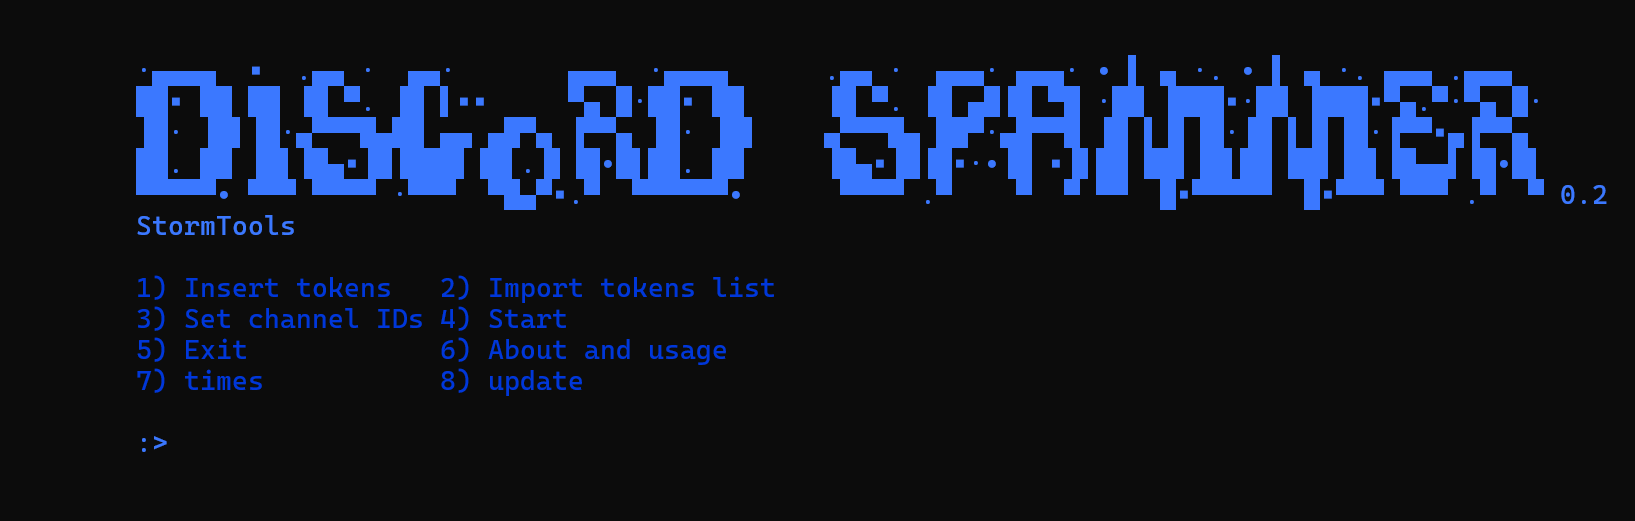 DiSCoRD SPAMMER 0.2
StormTools
1) Insert tokens 2) Import tokens list
3) Set channel IDs 4) Start
5) Exit 6) About and usage
7) times 8) update
:>